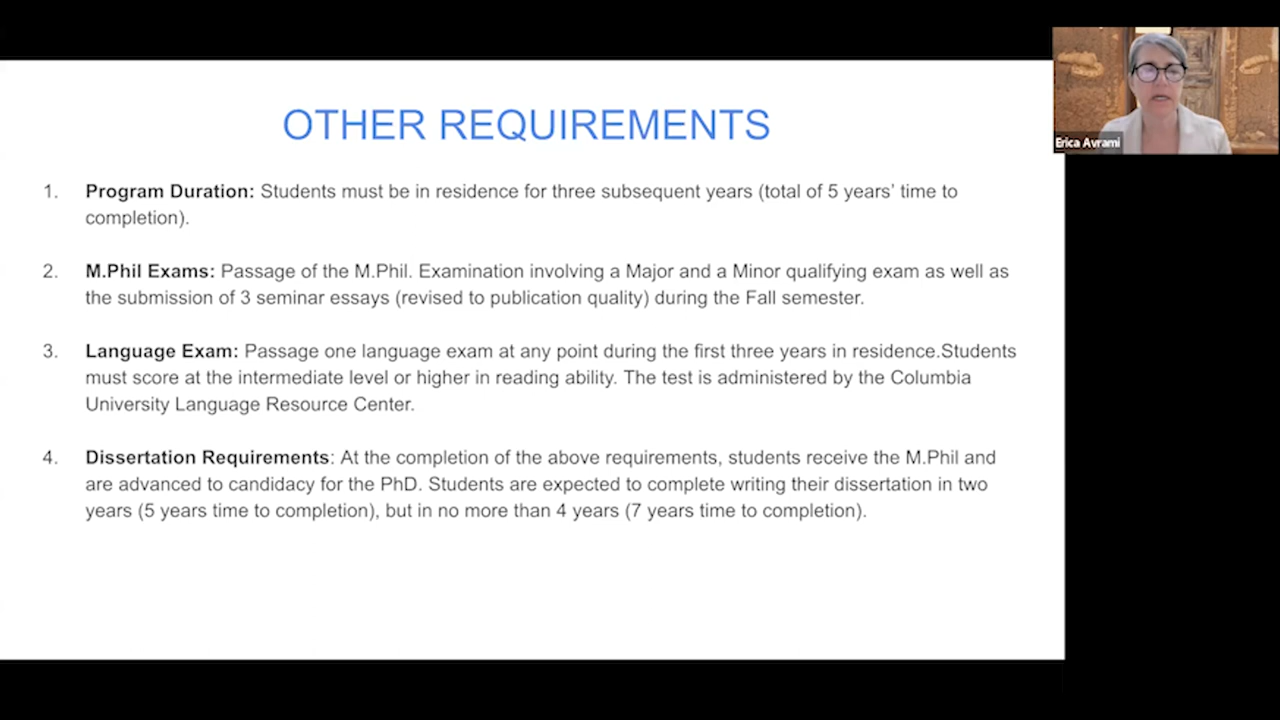 OTHER REQUIREMENTS
Erica Avrami
1. Program Duration: Students must be in residence for three subsequent years (total of 5 years' time to
completion).
2. M.Phil Exams: Passage of the M.Phil. Examination involving a Major and a Minor qualifying exam as well as
the submission of 3 seminar essays (revised to publication quality) during the Fall semester.
3. Language Exam: Passage one language exam at any point during the first three years in residence.Students
must score at the intermediate level or higher in reading ability. The test is administered by the Columbia
University Language Resource Center.
4. Dissertation Requirements: At the completion of the above requirements, students receive the M.Phil and
are advanced to candidacy for the PhD. Students are expected to complete writing their dissertation in two
years (5 years time to completion), but in no more than 4 years (7 years time to completion).